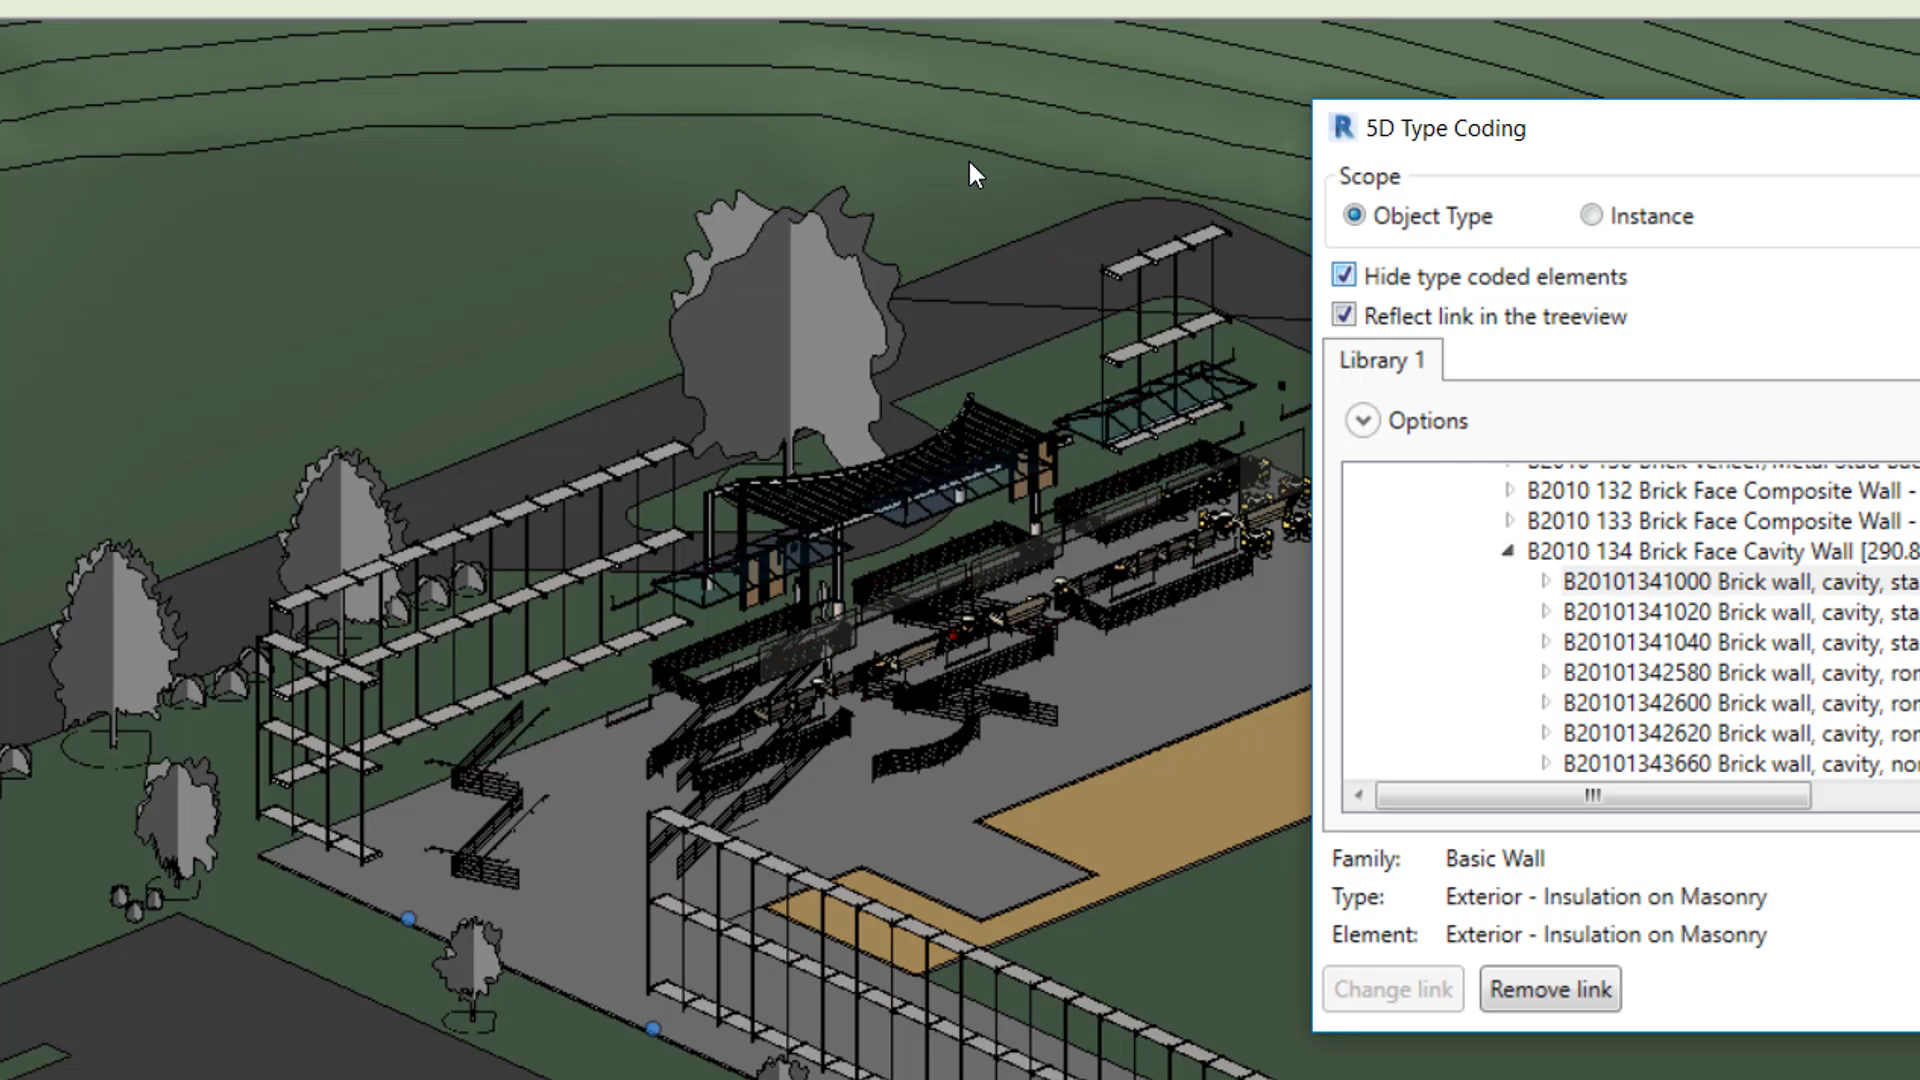 5D Type Coding
Scope
Object Type
Instance
Hide type coded elements
Reflect link in the treeview
Library 1
Options
B2010 132 Brick Face Composite Wall -
B2010 133 Brick Face Composite Wall -
B2010 134 Brick Face Cavity Wall [290.8
B20101341000 Brick wall, cavity, sta
B20101341020 Brick wall, cavity, sta
B20101341040 Brick wall, cavity, sta
B20101342580 Brick wall, cavity, ror
B20101342600 Brick wall, cavity, ror
B20101342620 Brick wall, cavity, ror
B20101343660 Brick wall, cavity, no
Family: Basic Wall
Type: Exterior - Insulation on Masonry
Element: Exterior - Insulation on Masonry
Change link
Remove link